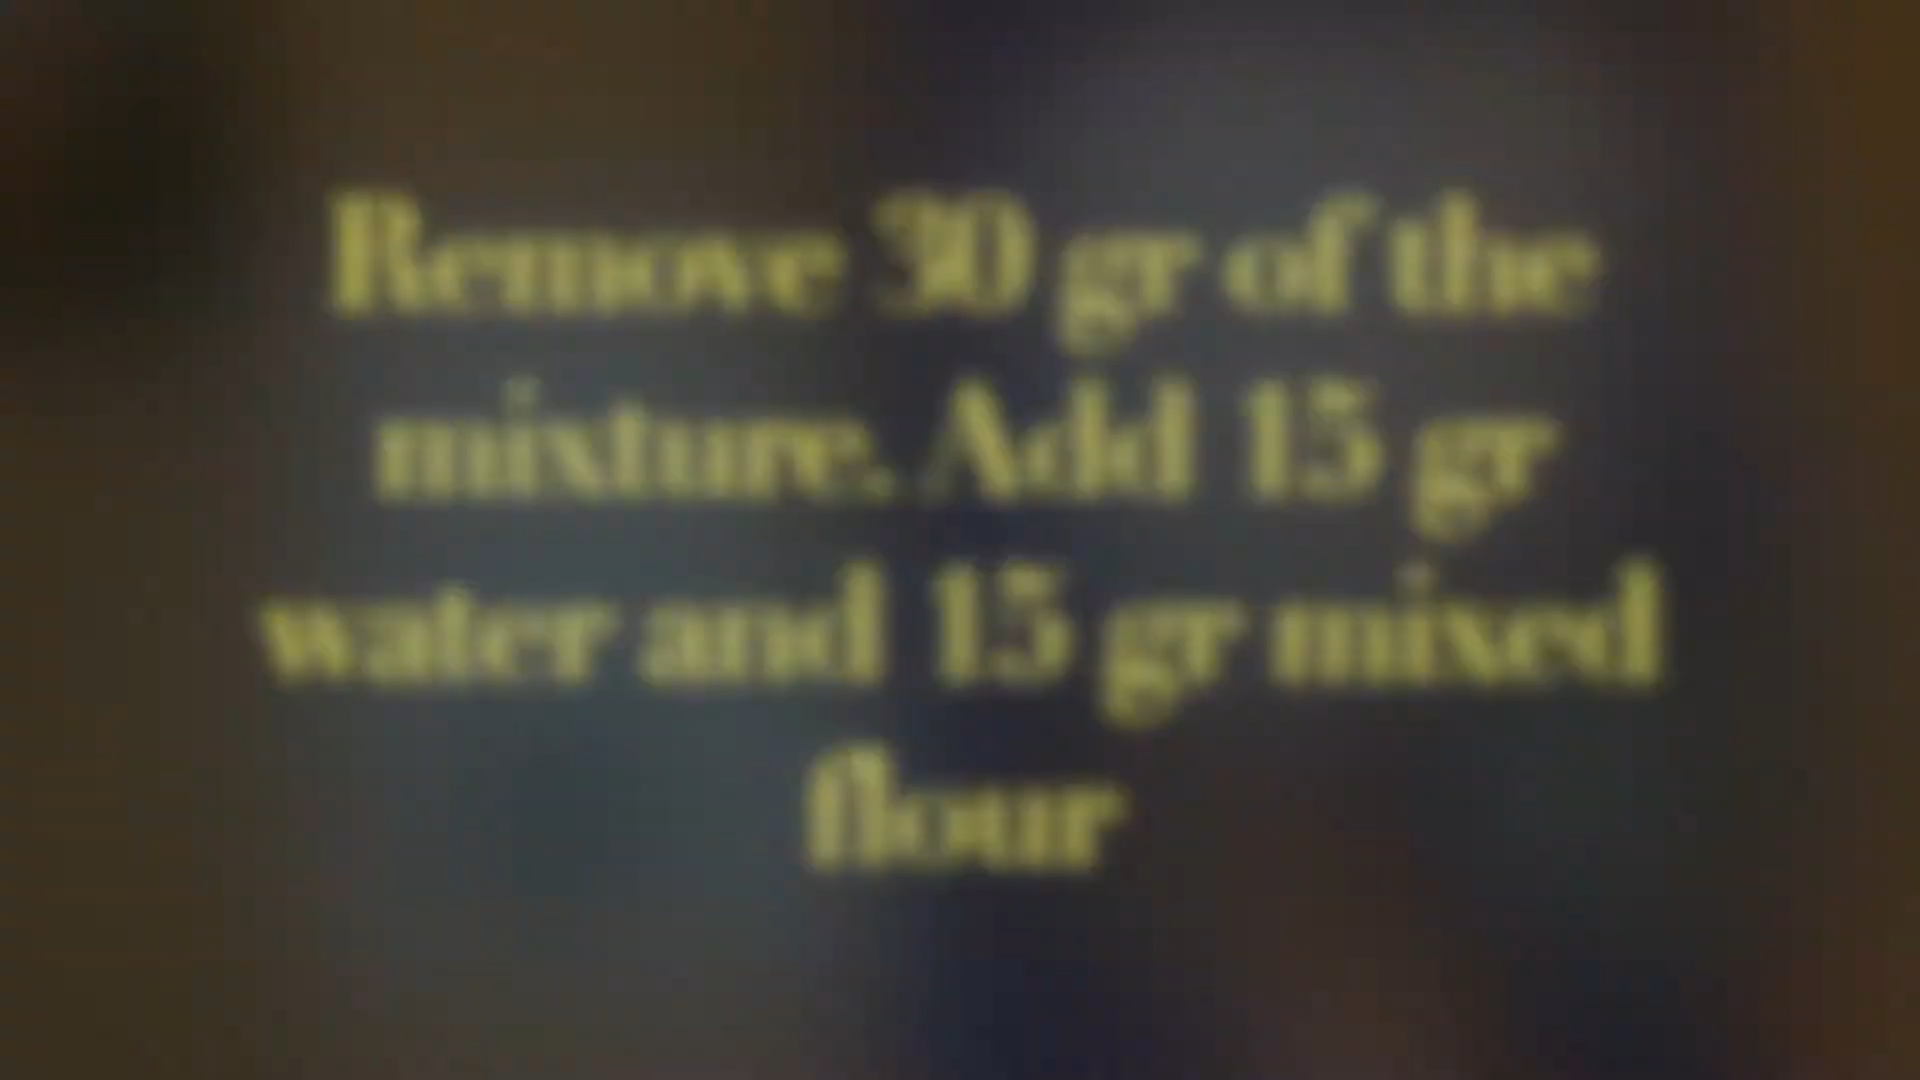 Remove 30 gr of the
mixture. Add 15 gr
water and 15 gr mixed
flour